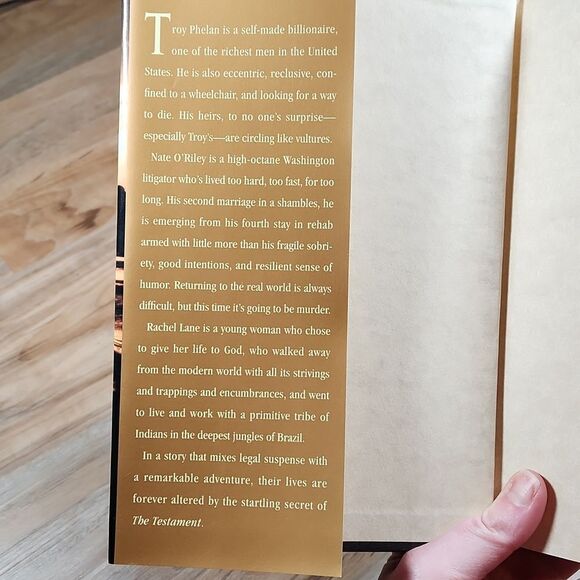 Troy Phelan is a self-made billionaire,
one of the richest men in the United
States. He is also eccentric, reclusive, con-
fined to a wheelchair, and looking for a way
to die. His heirs, to no one's surprise—
especially Troy's—are circling like vultures.
Nate O'Riley is a high-octane Washington
litigator who's lived too hard, too fast, for too
long. His second marriage in a shambles, he
is emerging from his fourth stay in rehab
armed with little more than his fragile sobri-
ety, good intentions, and resilient sense of
humor. Returning to the real world is always
difficult, but this time it's going to be murder.
Rachel Lane is a young woman who chose
to give her life to God, who walked away
from the modern world with all its strivings
and trappings and encumbrances, and went
to live and work with a primitive tribe of
Indians in the deepest jungles of Brazil.
In a story that mixes legal suspense with
a remarkable adventure, their lives are
forever altered by the startling secret of
The Testament.